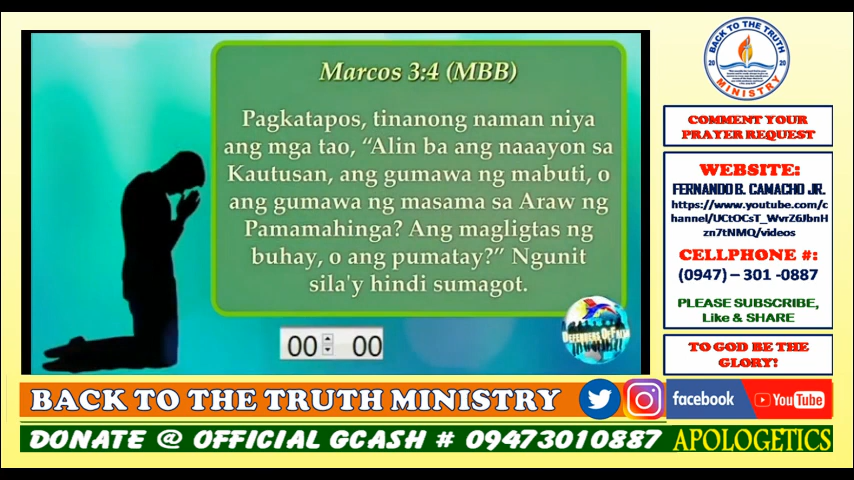 Marcos 3:4 (MBB)
Pagkatapos, tinanong naman niya
ang mga tao, “Alin ba ang naaayon sa
Kautusan, ang gumawa ng mabuti, o
ang gumawa ng masama sa Araw ng
Pamamahinga? Ang magligtas ng
buhay, o ang pumatay?” Ngunit
sila'y hindi sumagot.
00 00
BACK TO THE TRUTH
2020
MINISTRY
COMMENT YOUR
PRAYER REQUEST
WEBSITE:
FERNANDO B. CAMACHO JR.
https://www.youtube.com/c
hannel/UCtOCsT_WvrZ6JbnH
zn7tNMQ/videos
CELLPHONE #:
(0947) – 301 -0887
PLEASE SUBSCRIBE,
Like & SHARE
TO GOD BE THE
GLORY!
BACK TO THE TRUTH MINISTRY
facebook
YouTube
DONATE @ OFFICIAL GCASH # 09473010887 APOLOGETICS